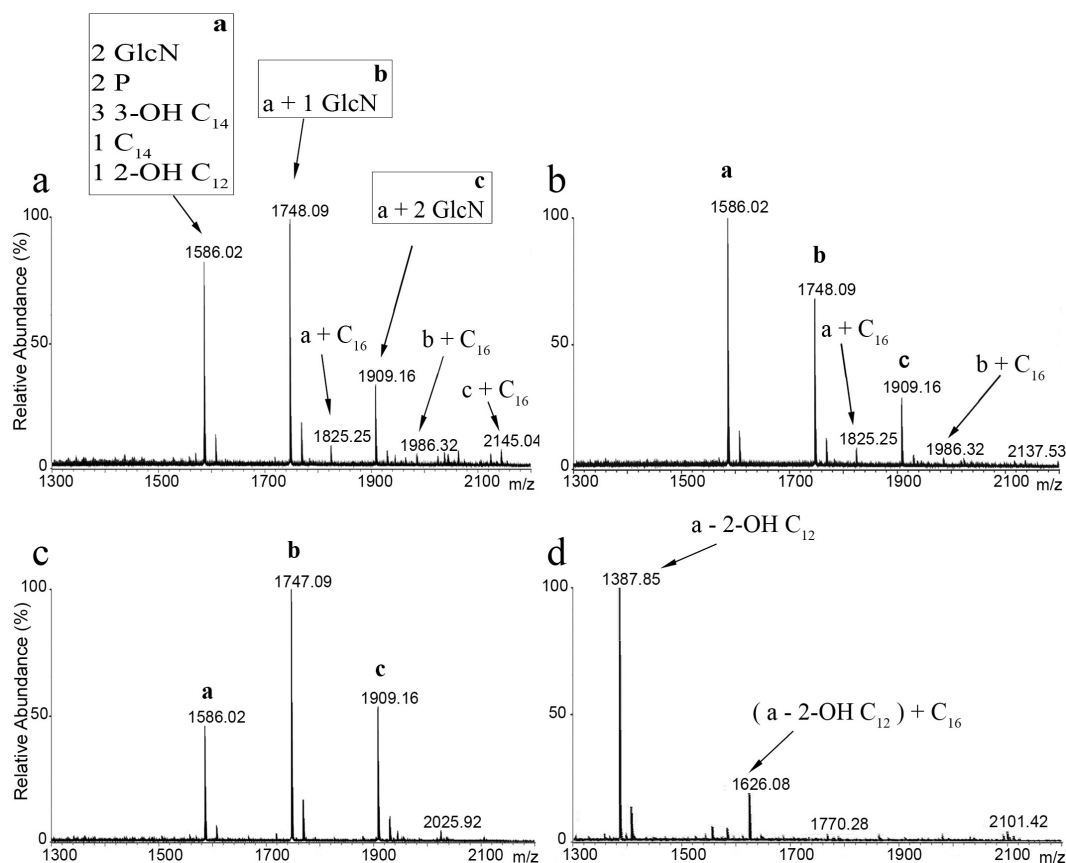 a
2 GlcN
2 P
3 3-OH C14
1 C14
1 2-OH C12
b
a + 1 GlcN
c
a + 2 GlcN
a
100
50
0
Relative Abundance (%)
1586.02
1748.09
a + C16
1825.25
1909.16
b + C16
1986.32
c + C16
2145.04
1300
1500
1700
1900
2100
m/z
b
100
50
0
a
1586.02
b
1748.09
a + C16
1825.25
c
1909.16
b + C16
1986.32
2137.53
1300
1500
1700
1900
2100
m/z
c
100
50
0
Relative Abundance (%)
a
1586.02
b
1747.09
c
1909.16
2025.92
1300
1500
1700
1900
2100
m/z
d
100
50
0
a - 2-OH C12
1387.85
( a - 2-OH C12 ) + C16
1626.08
1770.28
2101.42
1300
1500
1700
1900
2100
m/z